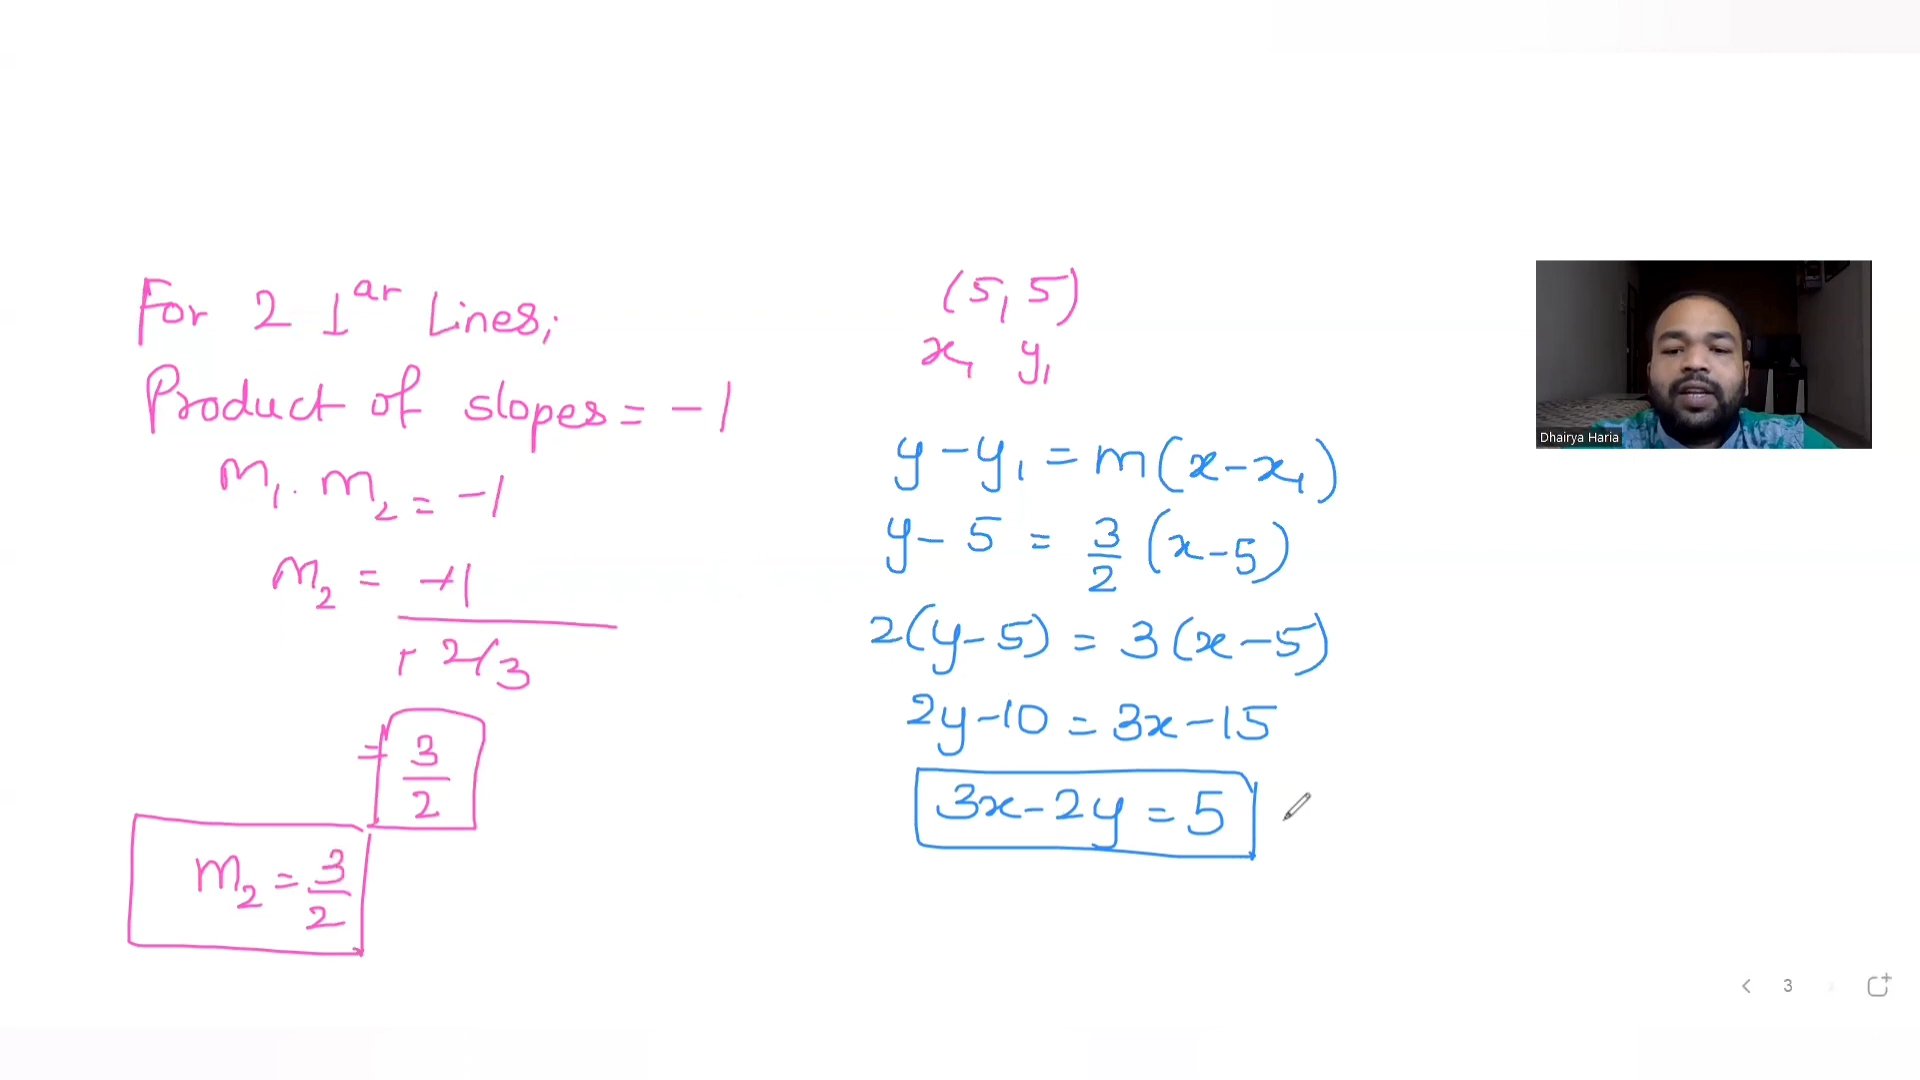 For 2 ⊥ar Lines;
Product of slopes = -1
m₁. m₂ = -1
m₂ = +1
+ 2/3
= 3/2
m₂ = 3/2
(5, 5)
x₁ y₁
y - y₁ = m(x - x₁)
y - 5 = 3/2 (x - 5)
2(y - 5) = 3(x - 5)
2y - 10 = 3x - 15
3x - 2y = 5
Dhairya Haria
3